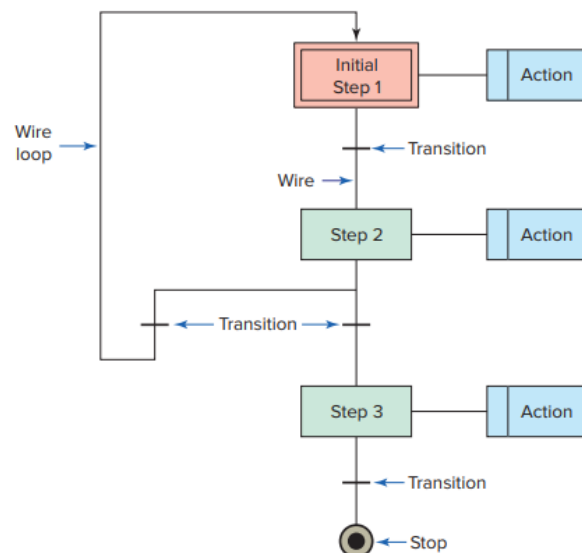 Initial
Step 1
Action
Wire
loop
Transition
Wire
Step 2
Action
Transition
Step 3
Action
Transition
Stop